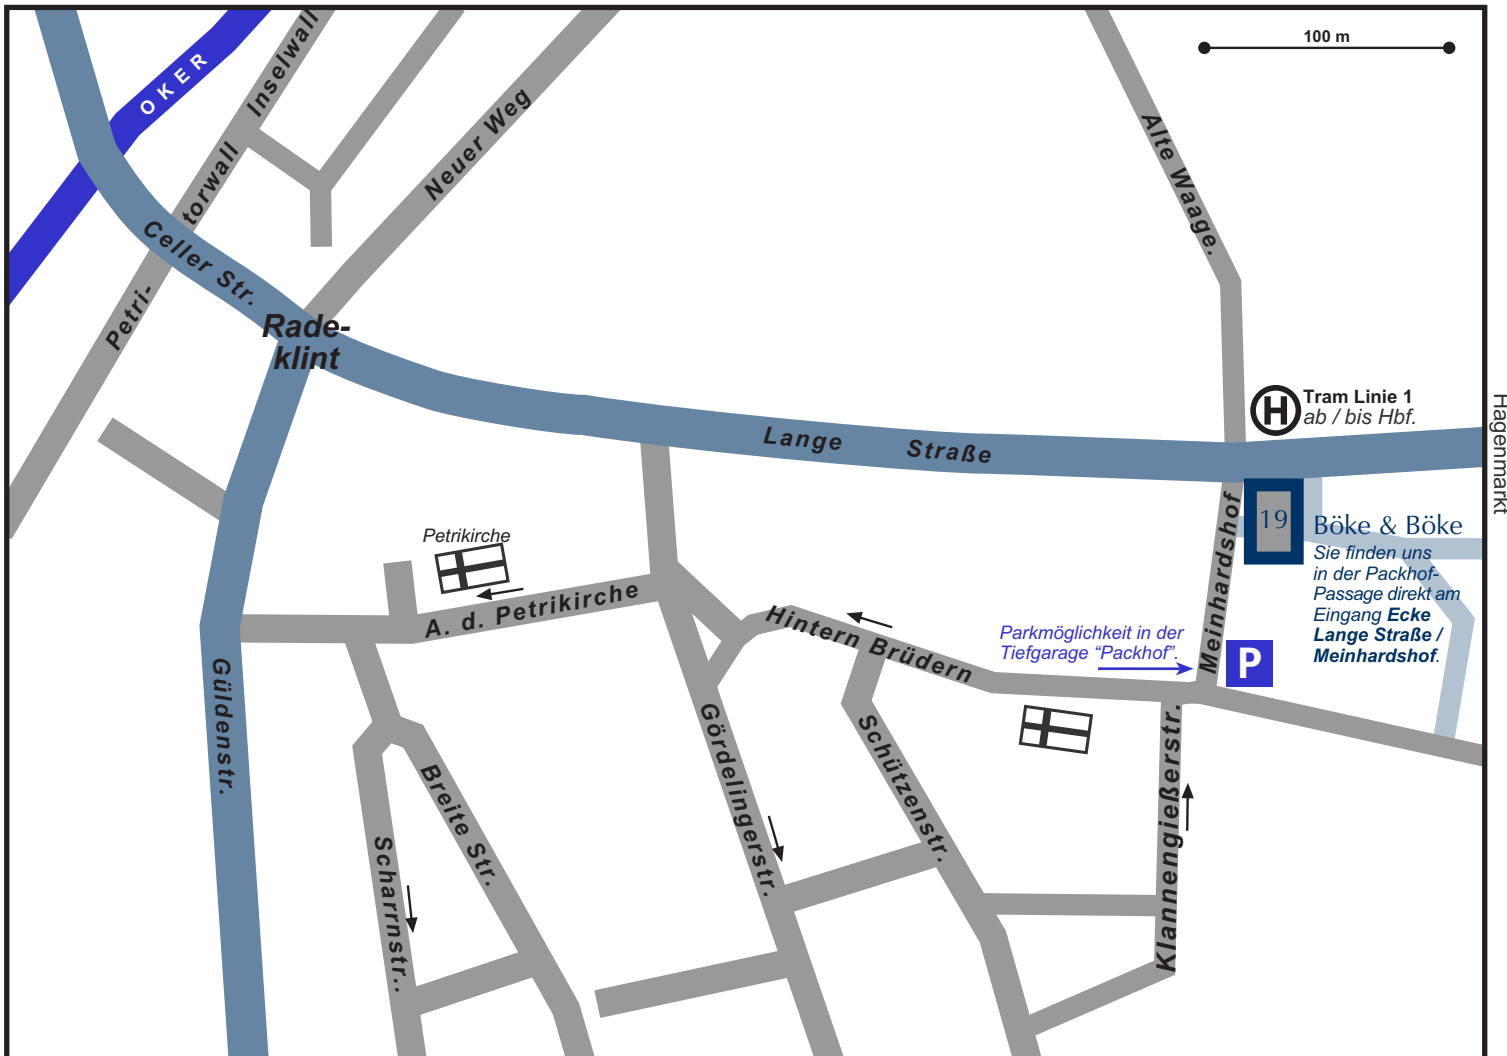 100 m
OKER
Inselwall
Petri-
torwall
Neuer Weg
Alte Waage.
Celler Str.
Rade-
klint
Lange Straße
Tram Linie 1
ab / bis Hbf.
H
Hagenmarkt
Petrikirche
A. d. Petrikirche
Hintern Brüdern
Meinhardshof
19
Böke & Böke
Sie finden uns
in der Packhof-
Passage direkt am
Eingang Ecke
Lange Straße /
Meinhardshof.
Parkmöglichkeit in der
Tiefgarage “Packhof”.
P
Güldenstr.
Breite Str.
Scharrnstr..
Gördelingerstr.
Schützenstr.
Klannengießerstr.